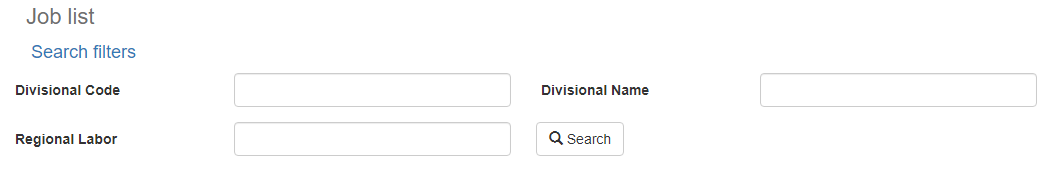 Job list
Search filters
Divisional Code
Divisional Name
Regional Labor
Search